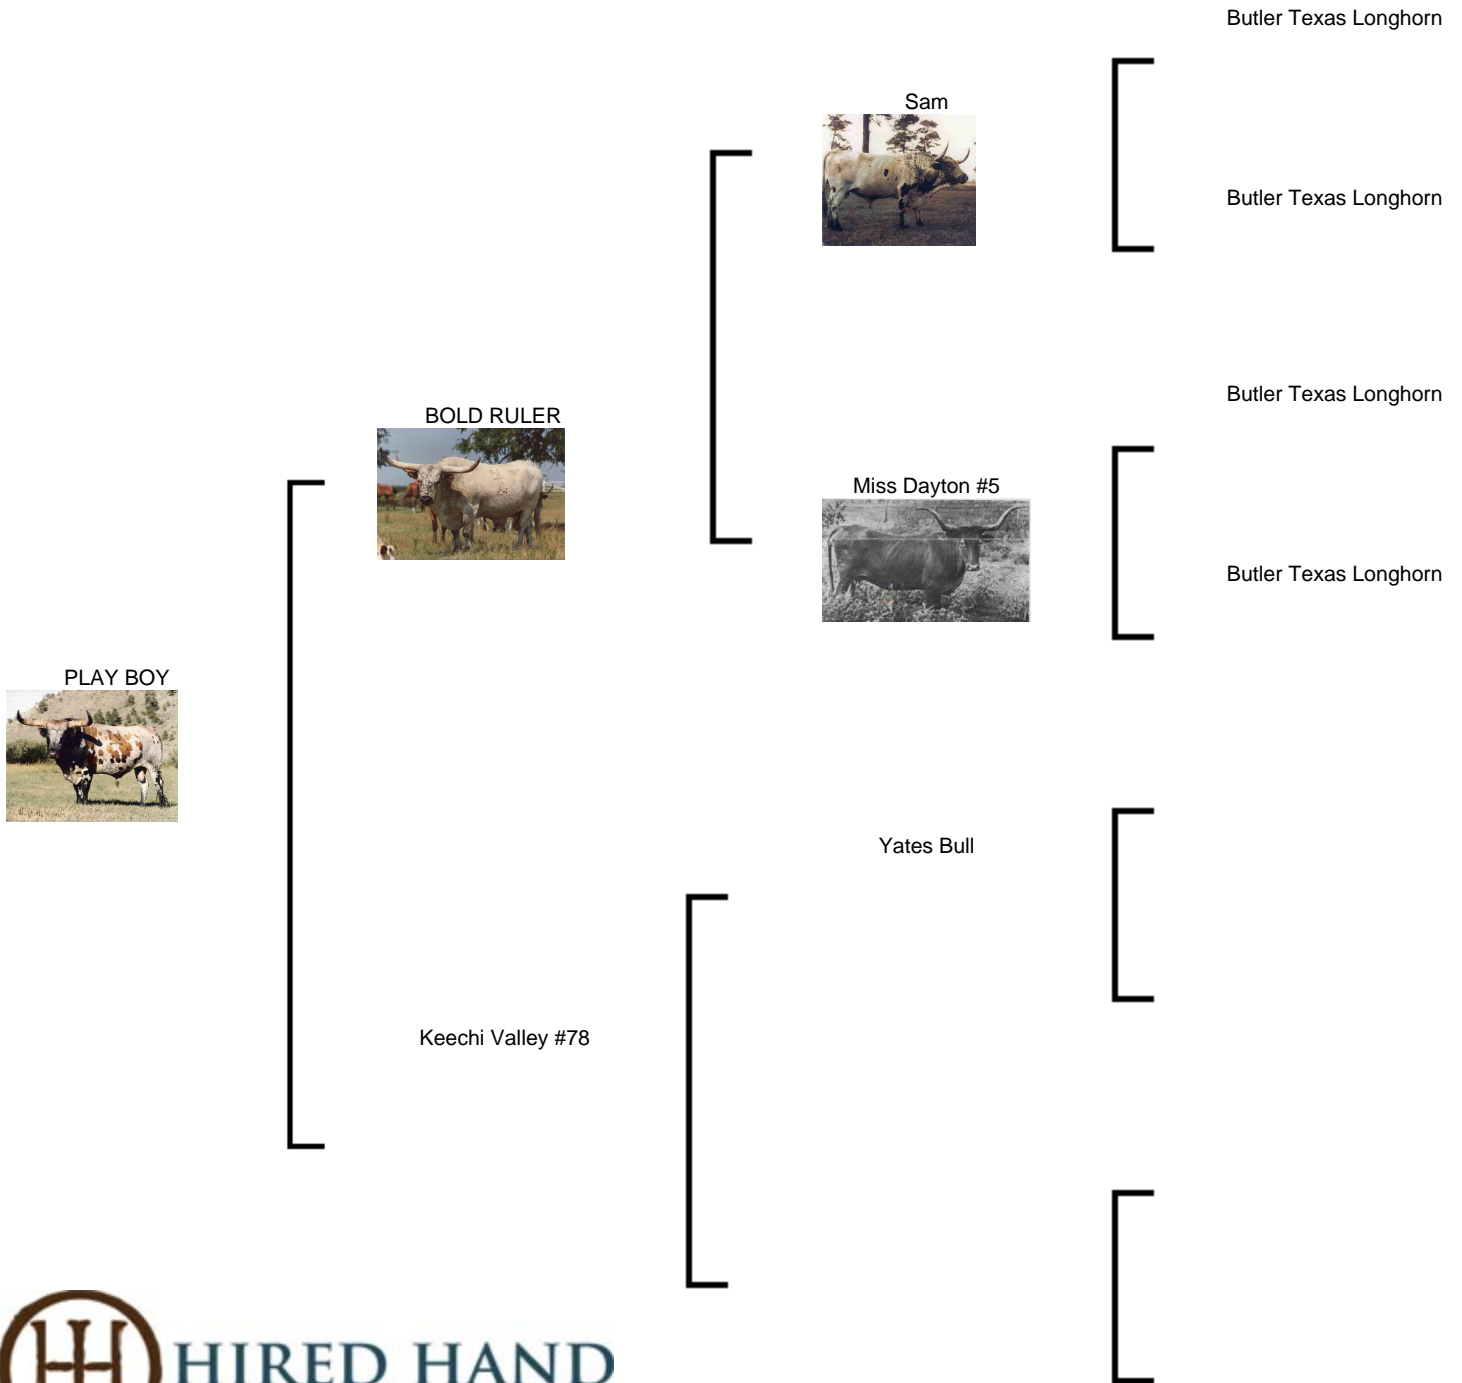 Butler Texas Longhorn
Sam
Butler Texas Longhorn
Butler Texas Longhorn
BOLD RULER
Miss Dayton #5
Butler Texas Longhorn
PLAY BOY
Yates Bull
Keechi Valley #78
HIRED HAND